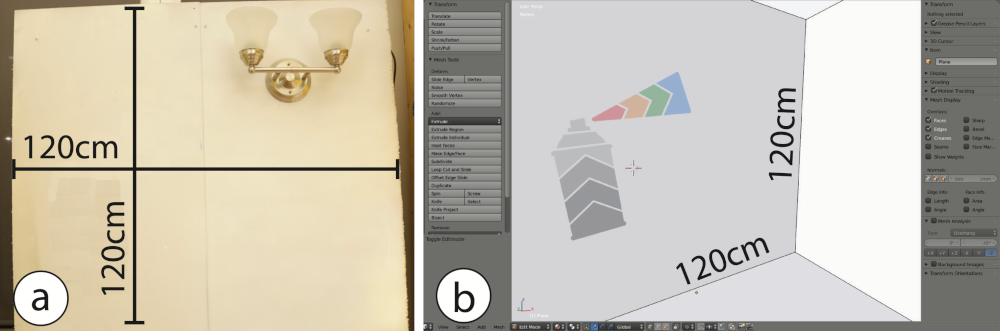 120cm
120cm
a
Transform
Translate
Rotate
Scale
Shrink/Fatten
Push/Pull
Mesh Tools
Deform:
Slide Edge
Vertex
Noise
Smooth Vertex
Randomize
Add:
Extrude
Extrude Region
Extrude Individual
Inset Faces
Make Edge/Face
Subdivide
Loop Cut and Slide
Offset Edge Slide
Duplicate
Spin
Screw
Knife
Select
Knife Project
Bisect
Remove:
Toggle Editmode
b
View
Select
Add
Mesh
User Persp
120cm
120cm
Edit Mode
Global
Transform
Nothing selected
Grease Pencil Layers
View
3D Cursor
Item
Plane
Display
Shading
Motion Tracking
Mesh Display
Overlays:
Faces
Sharp
Edges
Bevel
Creases
Edge Ma...
Seams
Face Mar...
Show Weights
Normals:
Edge Info:
Face Info:
Length
Area
Angle
Angle
Mesh Analysis
Type:
Overhang
Background Images
Transform Orientations